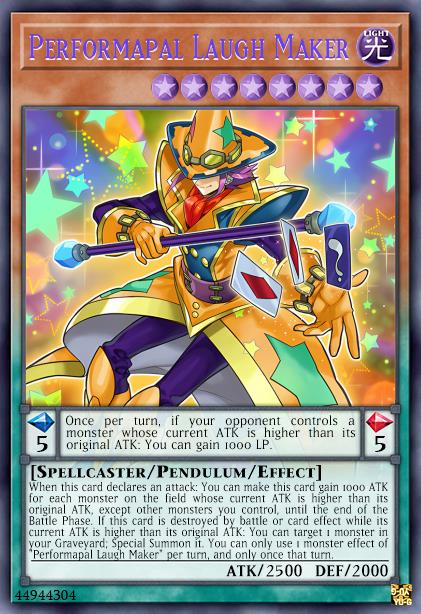 Performapal Laugh Maker
LIGHT
光
Once per turn, if your opponent controls a
monster whose current ATK is higher than its
original ATK: You can gain 1000 LP.
5
5
[Spellcaster/Pendulum/Effect]
When this card declares an attack: You can make this card gain 1000 ATK
for each monster on the field whose current ATK is higher than its
original ATK, except other monsters you control, until the end of the
Battle Phase. If this card is destroyed by battle or card effect while its
current ATK is higher than its original ATK: You can target 1 monster in
your Graveyard; Special Summon it. You can only use 1 monster effect of
"Performapal Laugh Maker" per turn, and only once that turn.
ATK/2500 DEF/2000
44944304